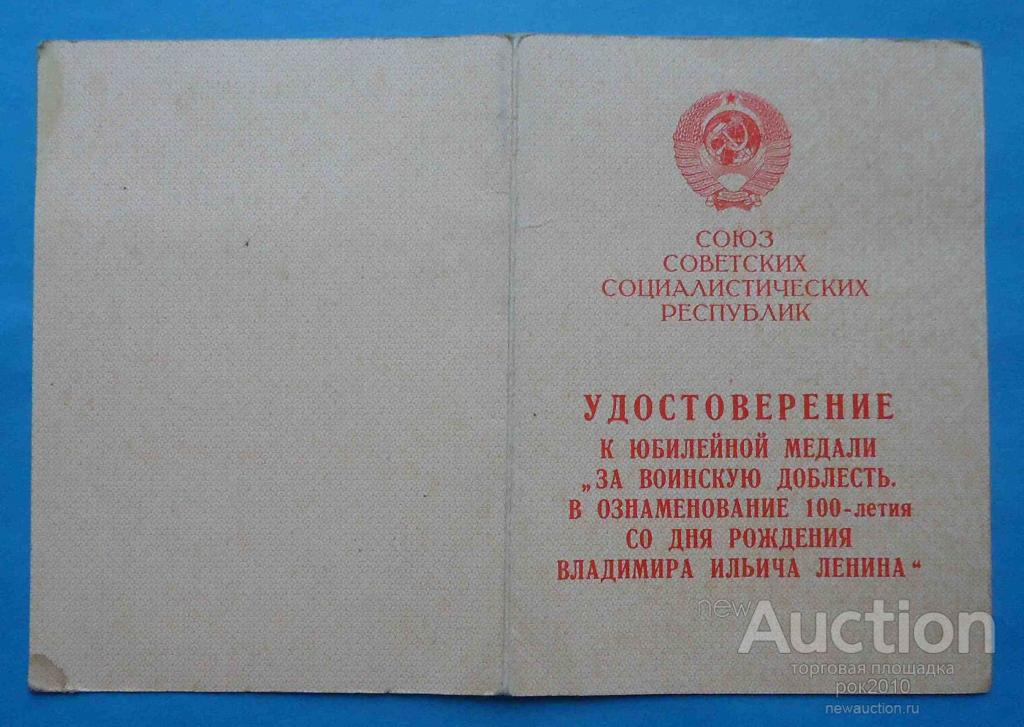 СОЮЗ
СОВЕТСКИХ
СОЦИАЛИСТИЧЕСКИХ
РЕСПУБЛИК
УДОСТОВЕРЕНИЕ
К ЮБИЛЕЙНОЙ МЕДАЛИ
„ЗА ВОИНСКУЮ ДОБЛЕСТЬ.
В ОЗНАМЕНОВАНИЕ 100-летия
СО ДНЯ РОЖДЕНИЯ
ВЛАДИМИРА ИЛЬИЧА ЛЕНИНА“
new Auction
торговая площадка
рок2010
newauction.ru